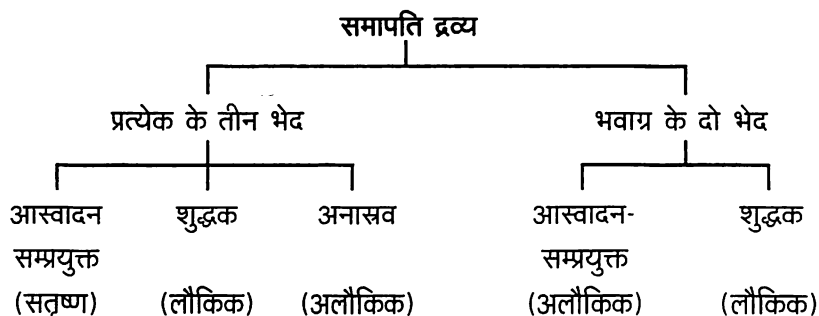 समापति द्रव्य
प्रत्येक के तीन भेद भवाग्र के दो भेद
आस्वादन शुद्धक अनास्रव आस्वादन- शुद्धक
सम्प्रयुक्त सम्प्रयुक्त
(सतृष्ण) (लौकिक) (अलौकिक) (अलौकिक) (लौकिक)